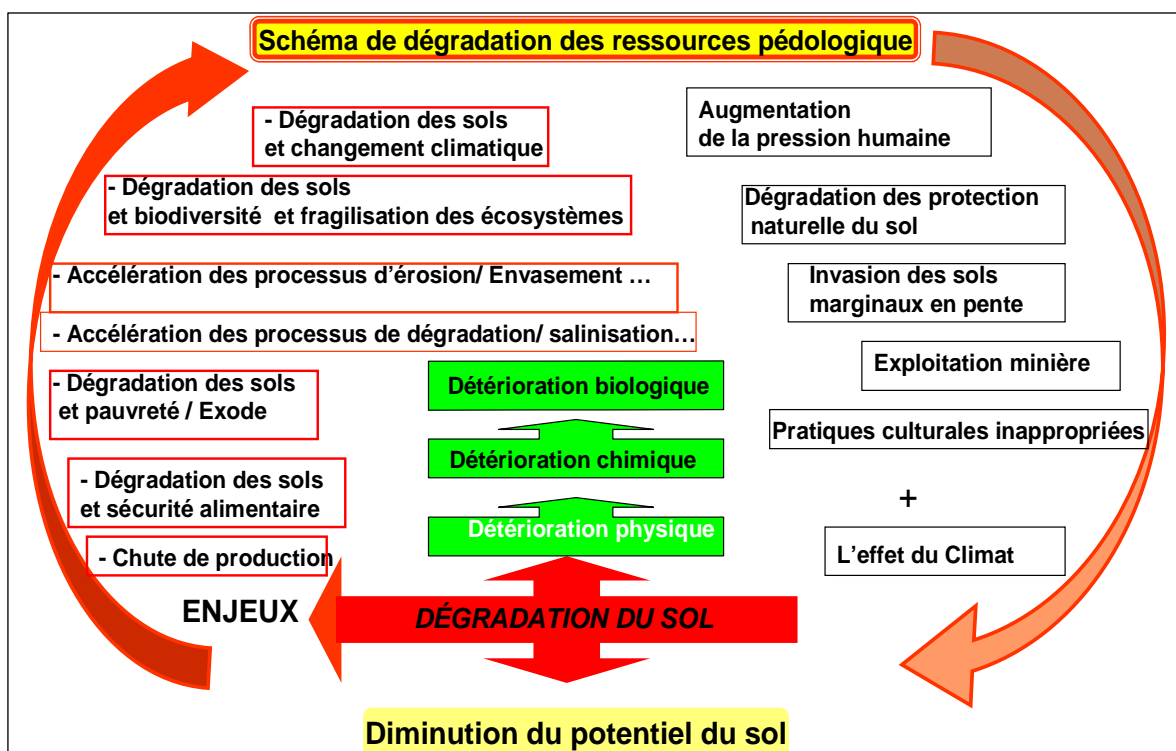 Schéma de dégradation des ressources pédologique
- Dégradation des sols
et changement climatique
- Dégradation des sols
et biodiversité et fragilisation des écosystèmes
- Accélération des processus d'érosion/ Envasement …
- Accélération des processus de dégradation/ salinisation…
- Dégradation des sols
et pauvreté / Exode
- Dégradation des sols
et sécurité alimentaire
- Chute de production
ENJEUX
Détérioration biologique
Détérioration chimique
Détérioration physique
DÉGRADATION DU SOL
Augmentation
de la pression humaine
Dégradation des protection
naturelle du sol
Invasion des sols
marginaux en pente
Exploitation minière
Pratiques culturales inappropriées
+
L'effet du Climat
Diminution du potentiel du sol